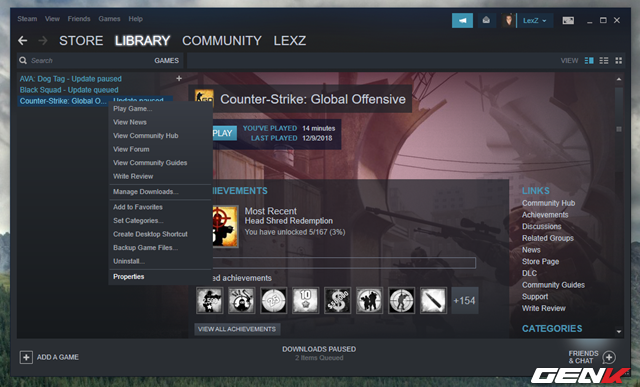 Steam View Friends Games Help
LexZ
STORE LIBRARY COMMUNITY LEXZ
Search GAMES
VIEW
AVA: Dog Tag - Update paused
Black Squad - Update queued
Counter-Strike: Global O... - Update paused
Play Game...
View News
View Community Hub
View Forum
View Community Guides
Write Review
Manage Downloads...
Add to Favorites
Set Categories...
Create Desktop Shortcut
Backup Game Files...
Uninstall...
Properties
Counter-Strike: Global Offensive
PLAY
YOU'VE PLAYED 14 minutes
LAST PLAYED 12/9/2018
Most Recent
Head Shred Redemption
You have unlocked 5/167 (3%)
achievements
+154
VIEW ALL ACHIEVEMENTS
LINKS
Community Hub
Achievements
Discussions
Related Groups
News
Store Page
DLC
Community Guides
Support
Write Review
CATEGORIES
ADD A GAME
DOWNLOADS PAUSED
2 Items Queued
FRIENDS
& CHAT
GENK